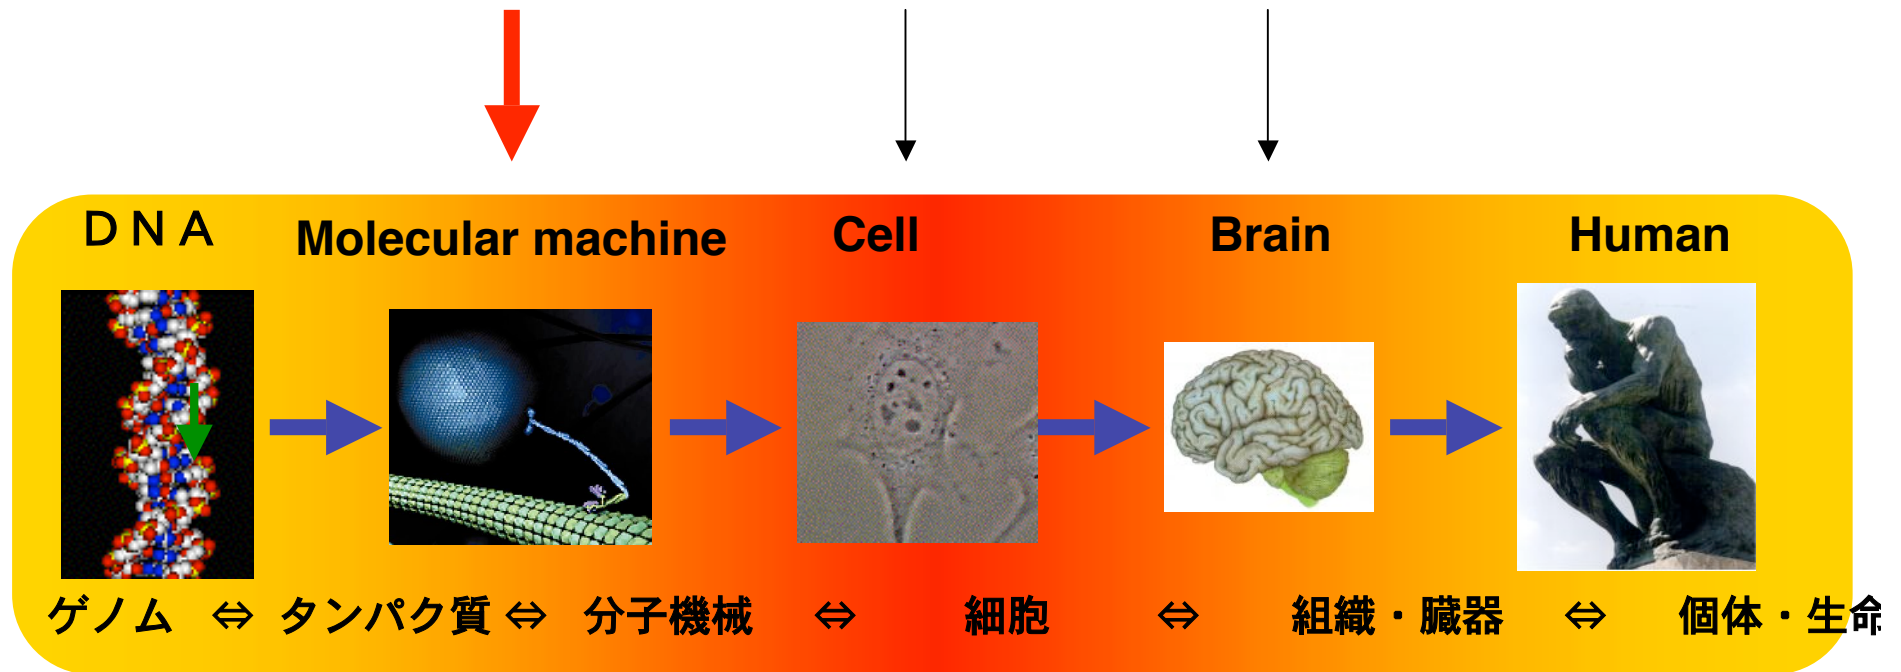 ＤＮＡ Molecular machine Cell Brain Human
ゲノム ⇔ タンパク質 ⇔ 分子機械 ⇔ 細胞 ⇔ 組織・臓器 ⇔ 個体・生命